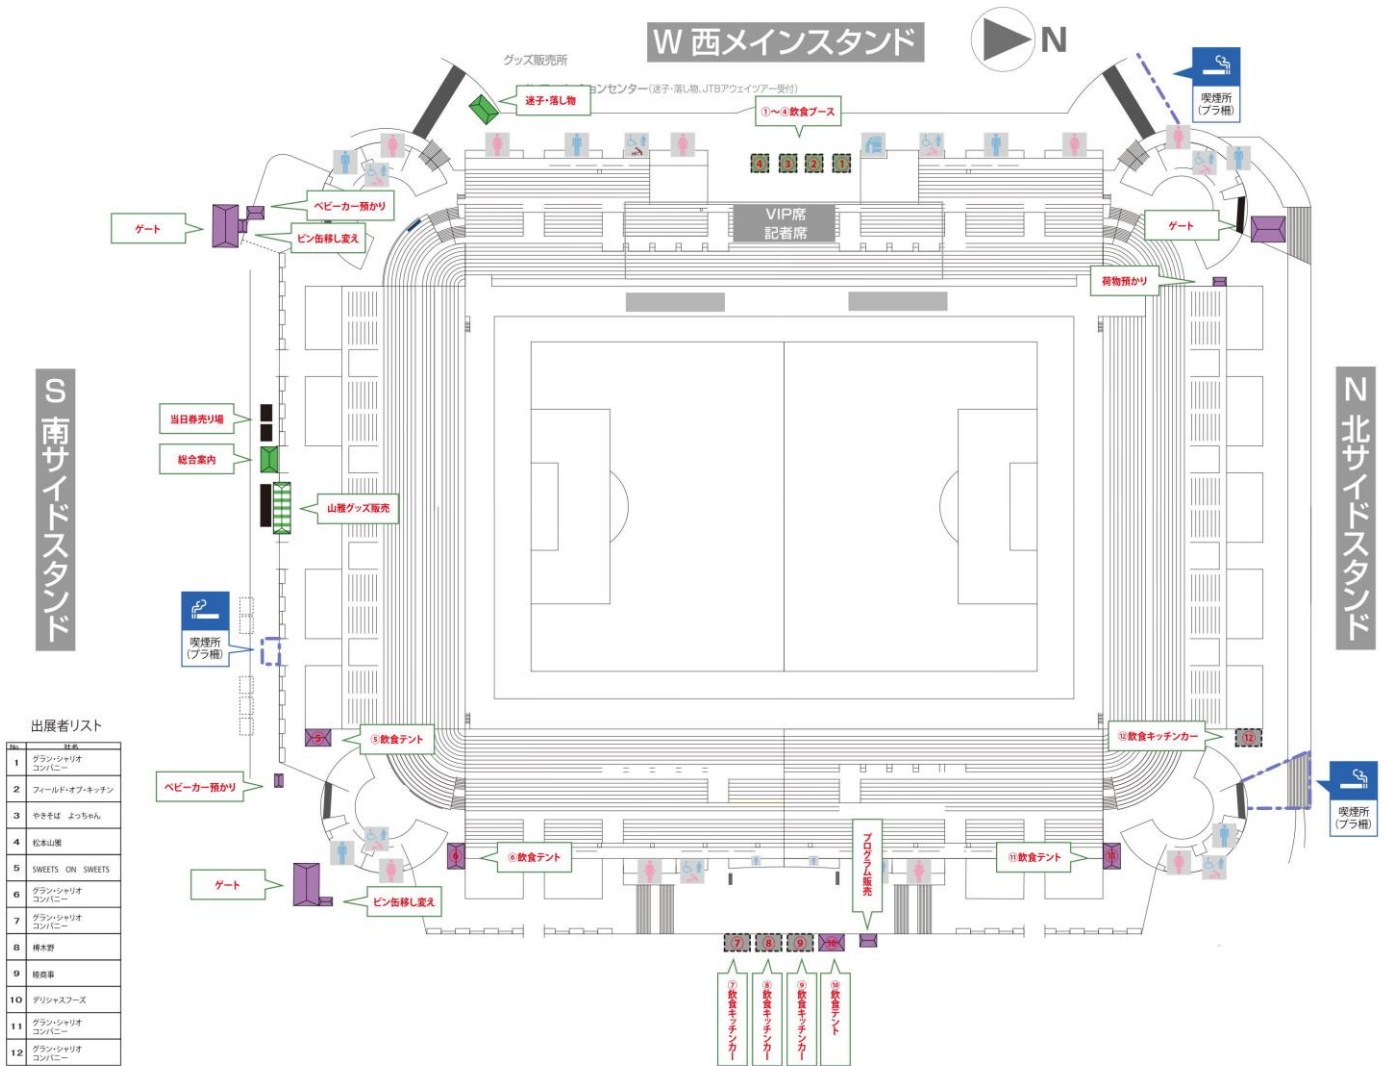 W 西メインスタンド
N
グッズ販売所
ションセンター(迷子・落し物、JTBアウェイツアー受付)
迷子・落し物
①〜④飲食ブース
喫煙所
(プラ柵)
④
③
②
①
VIP席
記者席
ベビーカー預かり
ゲート
ビン缶移し変え
ゲート
荷物預かり
S 南サイドスタンド
N 北サイドスタンド
当日券売り場
総合案内
山雅グッズ販売
喫煙所
(プラ柵)
⑤
⑤飲食テント
⑫飲食キッチンカー
⑫
ベビーカー預かり
喫煙所
(プラ柵)
⑥
⑥飲食テント
プログラム販売
⑪飲食テント
⑪
ゲート
ビン缶移し変え
⑦
⑧
⑨
⑩
⑦飲食キッチンカー
⑧飲食キッチンカー
⑨飲食キッチンカー
⑩飲食テント
出展者リスト
No. 社名
1 グラン・シャリオ
コンパニー
2 フィールド・オブ・キッチン
3 やきそば よっちゃん
4 松本山雅
5 SWEETS ON SWEETS
6 グラン・シャリオ
コンパニー
7 グラン・シャリオ
コンパニー
8 木野
9 商事
10 デリシャスフーズ
11 グラン・シャリオ
コンパニー
12 グラン・シャリオ
コンパニー